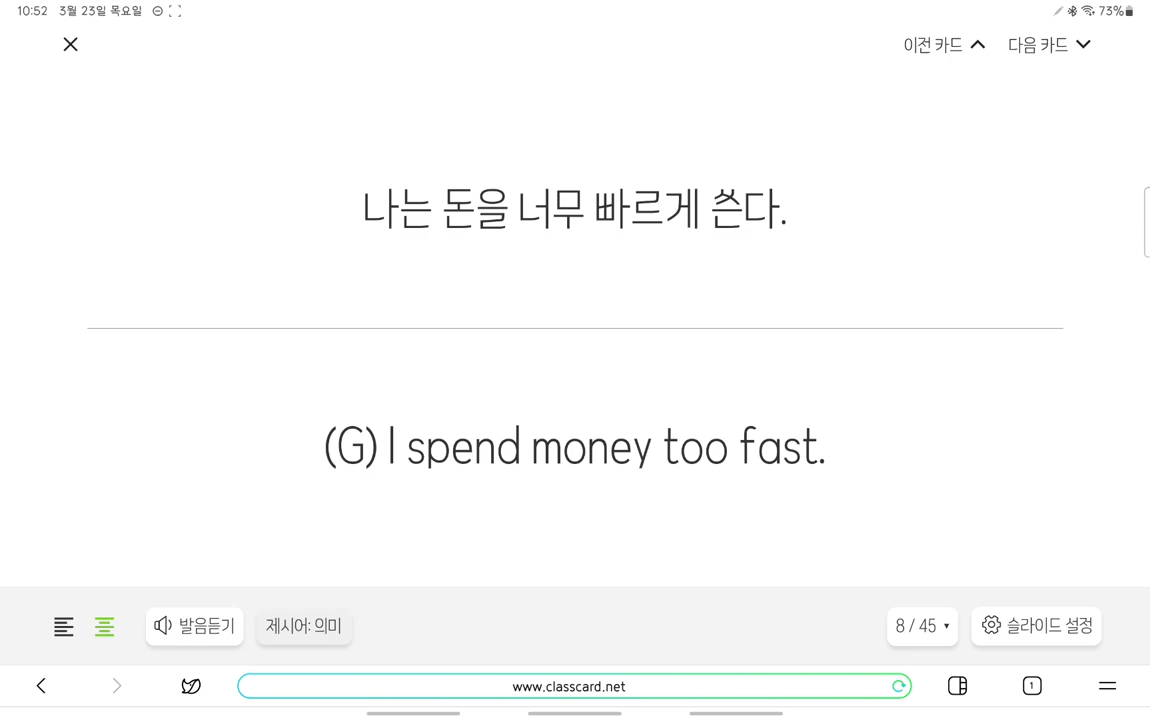 10:52 3월 23일 목요일 73%
이전 카드 다음 카드
나는 돈을 너무 빠르게 쓴다.
(G) I spend money too fast.
발음듣기 제시어: 의미 8 / 45 슬라이드 설정
www.classcard.net 1